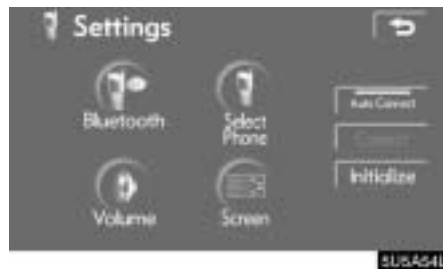 Settings
Bluetooth
Select
Phone
Auto Connect
Initialize
Volume
Screen